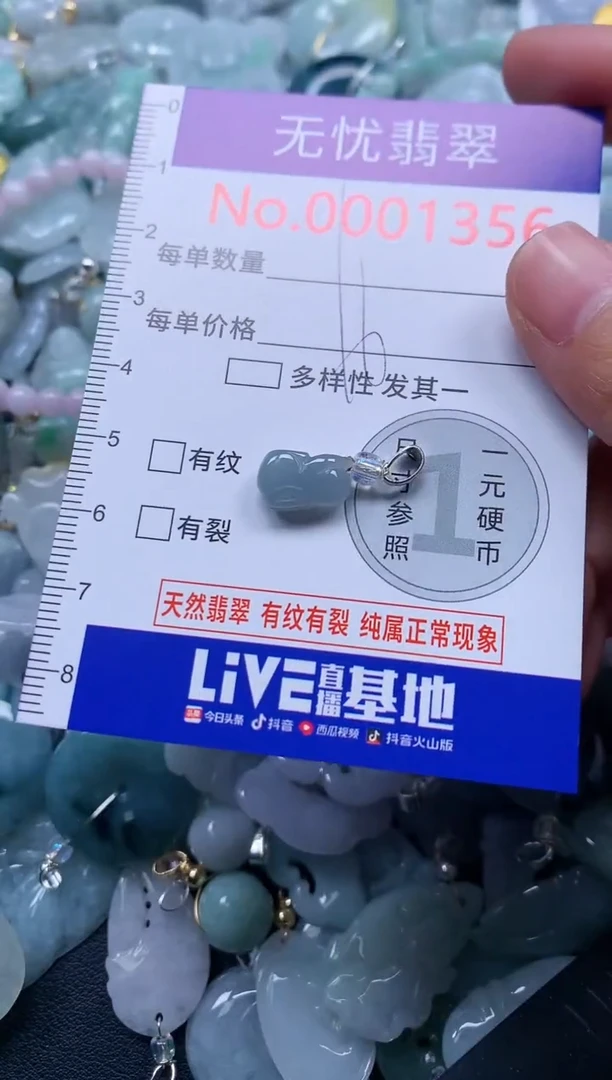 0
无忧翡翠
1
No.0001356
2
每单数量
3
每单价格
4
多样性 发其一
5
有纹
一元硬币
参照
1
6
有裂
7
天然翡翠 有纹有裂 纯属正常现象
8
LiVE直播基地
头条 今日头条 抖音 西瓜视频 抖音火山版